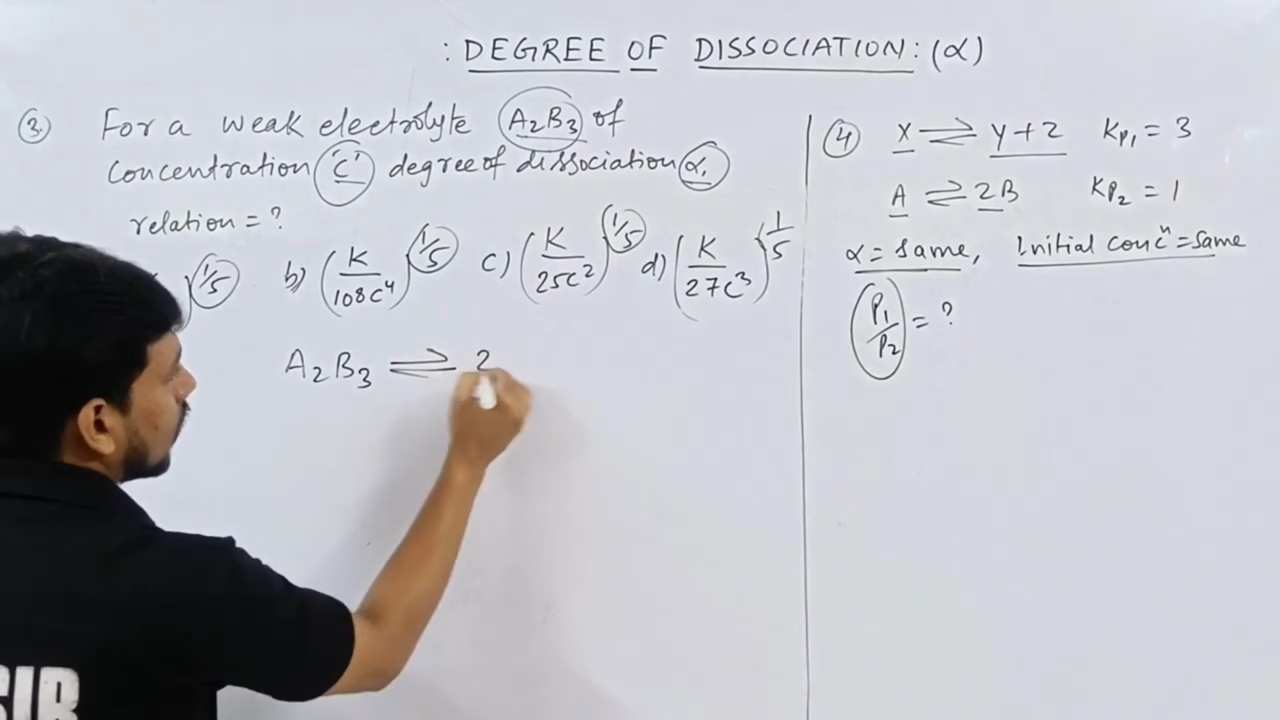 : DEGREE OF DISSOCIATION: (α)
3. For a weak electrolyte A₂B₃ of
concentration 'c' degree of dissociation α,
relation = ?
)^1/5 b) (K/108c⁴)^1/5 c) (K/25c²)^1/5 d) (K/27c³)^1/5
A₂B₃ ⇌ 2
4 X ⇌ Y+Z Kp₁ = 3
A ⇌ 2B Kp₂ = 1
α = same, Initial concⁿ = same
P₁/P₂ = ?
SIR